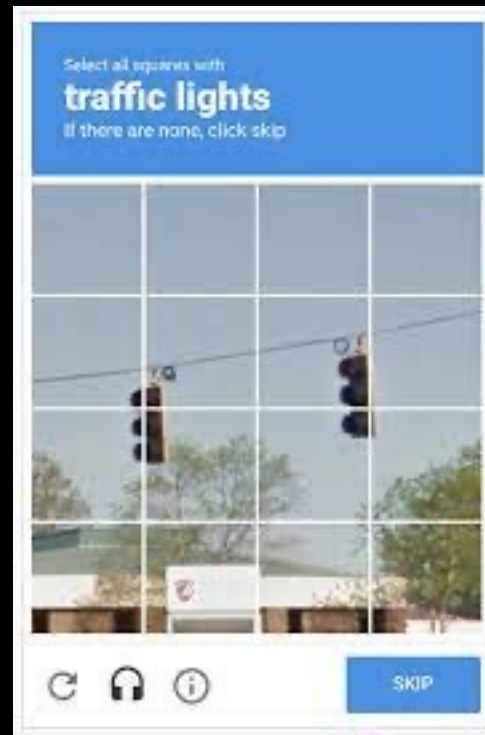 Select all squares with
traffic lights
If there are none, click skip
SKIP